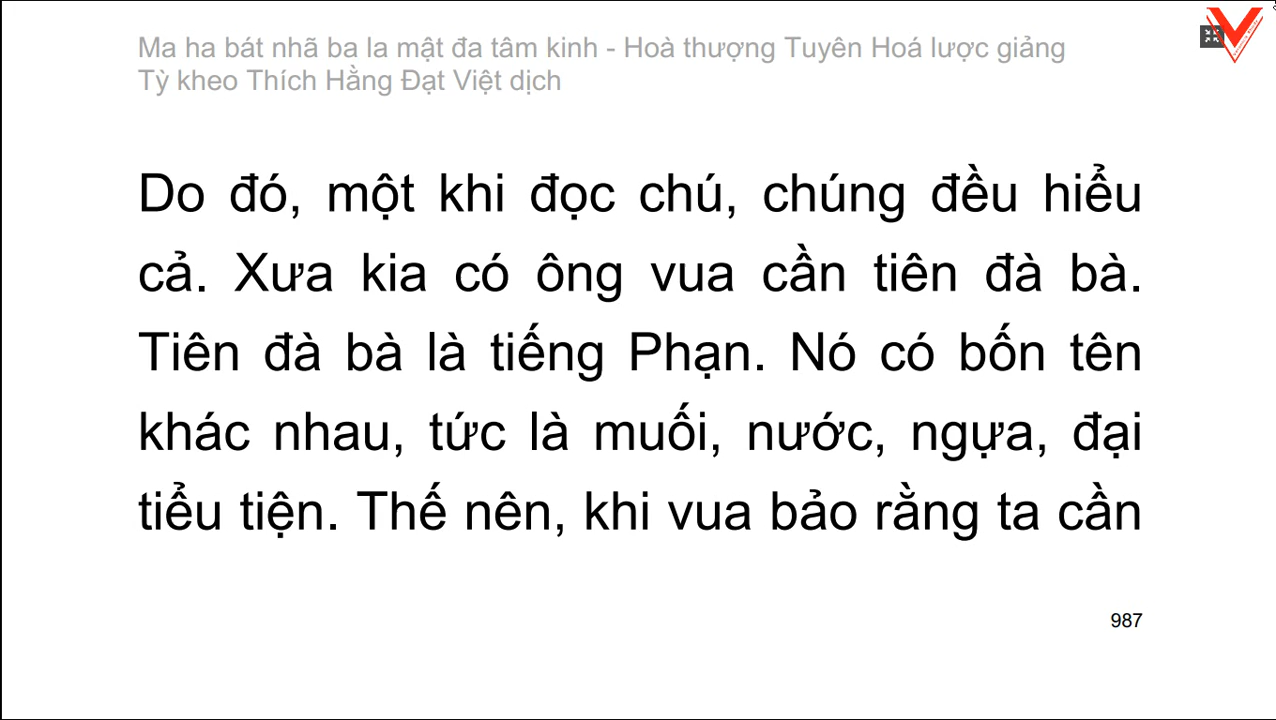 Ma ha bát nhã ba la mật đa tâm kinh - Hoà thượng Tuyên Hoá lược giảng
Tỳ kheo Thích Hằng Đạt Việt dịch
Do đó, một khi đọc chú, chúng đều hiểu
cả. Xưa kia có ông vua cần tiên đà bà.
Tiên đà bà là tiếng Phạn. Nó có bốn tên
khác nhau, tức là muối, nước, ngựa, đại
tiểu tiện. Thế nên, khi vua bảo rằng ta cần
987